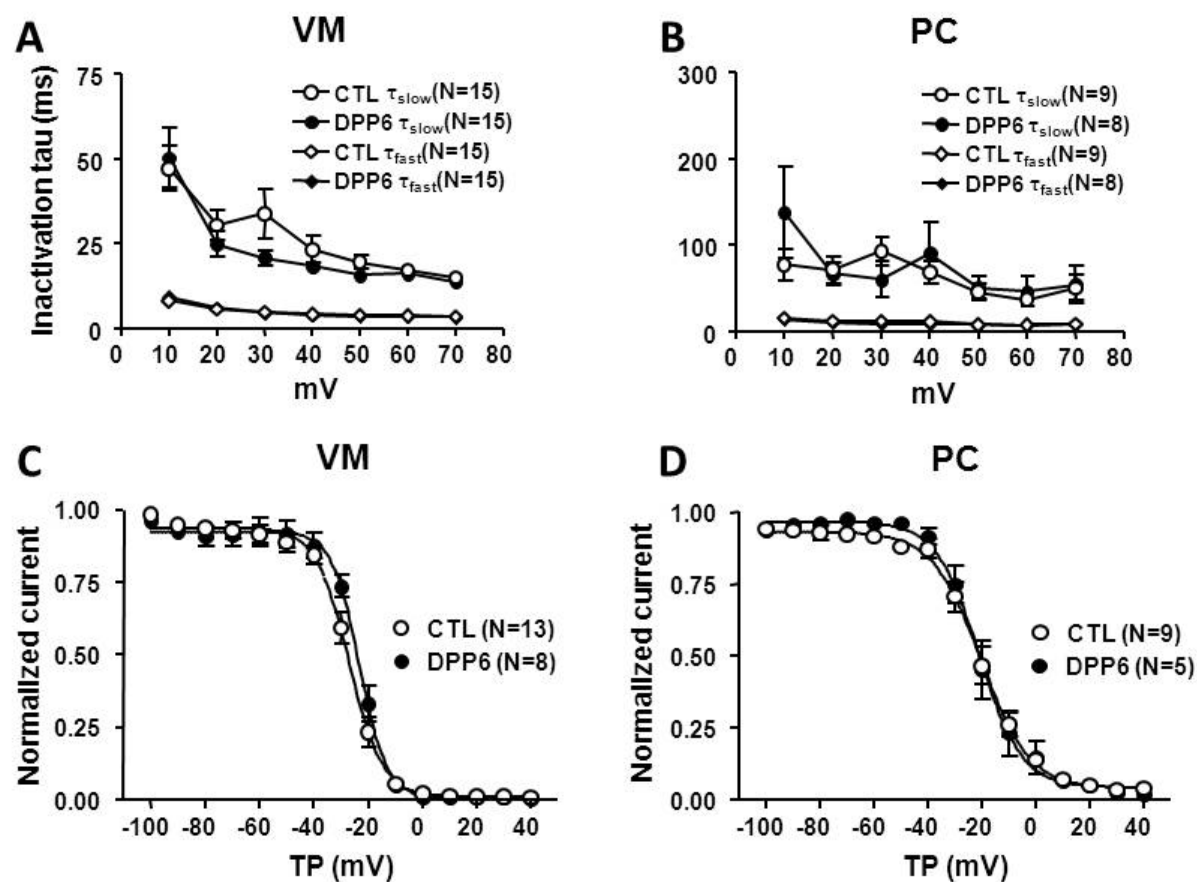 A
VM
Inactivation tau (ms)
75
50
25
0
0 10 20 30 40 50 60 70 80
mV
CTL τslow(N=15)
DPP6 τslow(N=15)
CTL τfast(N=15)
DPP6 τfast(N=15)
B
PC
300
200
100
0
0 10 20 30 40 50 60 70 80
mV
CTL τslow(N=9)
DPP6 τslow(N=8)
CTL τfast(N=9)
DPP6 τfast(N=8)
C
VM
Normalized current
1.00
0.75
0.50
0.25
0.00
-100 -80 -60 -40 -20 0 20 40
TP (mV)
CTL (N=13)
DPP6 (N=8)
D
PC
Normalized current
1.00
0.75
0.50
0.25
0.00
-100 -80 -60 -40 -20 0 20 40
TP (mV)
CTL (N=9)
DPP6 (N=5)